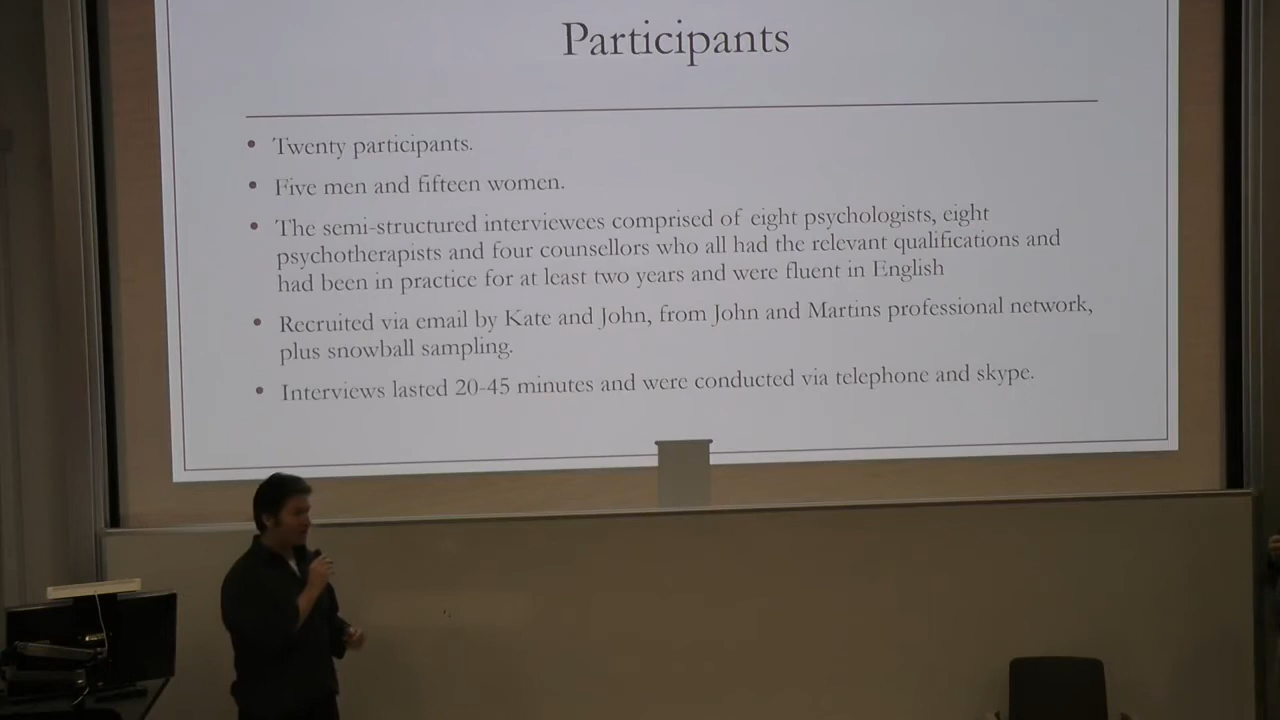 Participants
• Twenty participants.
• Five men and fifteen women.
• The semi-structured interviewees comprised of eight psychologists, eight
psychotherapists and four counsellors who all had the relevant qualifications and
had been in practice for at least two years and were fluent in English
• Recruited via email by Kate and John, from John and Martins professional network,
plus snowball sampling.
• Interviews lasted 20-45 minutes and were conducted via telephone and skype.